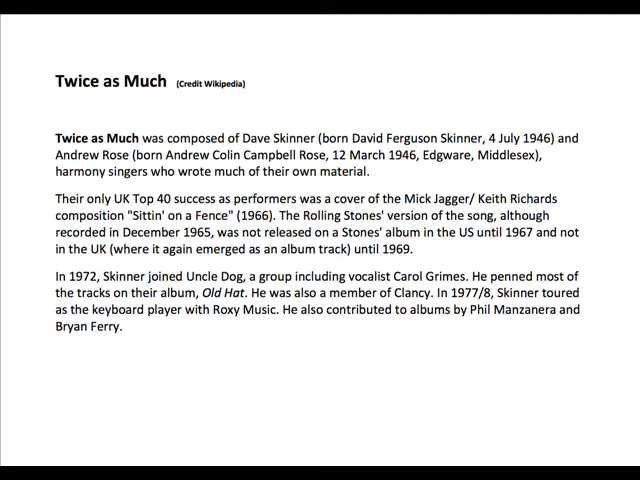 Twice as Much (Credit Wikipedia)
Twice as Much was composed of Dave Skinner (born David Ferguson Skinner, 4 July 1946) and
Andrew Rose (born Andrew Colin Campbell Rose, 12 March 1946, Edgware, Middlesex),
harmony singers who wrote much of their own material.
Their only UK Top 40 success as performers was a cover of the Mick Jagger/ Keith Richards
composition "Sittin' on a Fence" (1966). The Rolling Stones' version of the song, although
recorded in December 1965, was not released on a Stones' album in the US until 1967 and not
in the UK (where it again emerged as an album track) until 1969.
In 1972, Skinner joined Uncle Dog, a group including vocalist Carol Grimes. He penned most of
the tracks on their album, Old Hat. He was also a member of Clancy. In 1977/8, Skinner toured
as the keyboard player with Roxy Music. He also contributed to albums by Phil Manzanera and
Bryan Ferry.